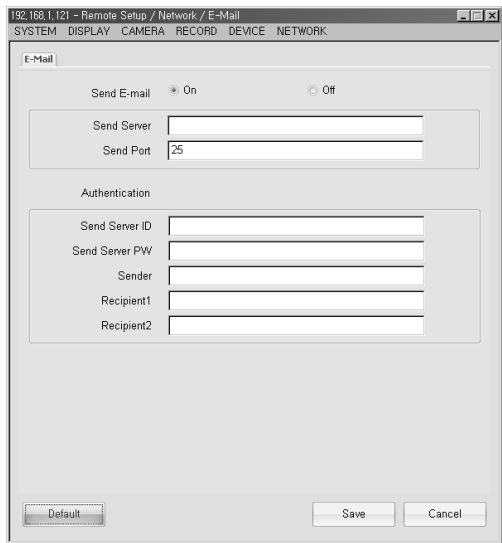 192,168,1,121 - Remote Setup / Network / E-Mail
SYSTEM DISPLAY CAMERA RECORD DEVICE NETWORK
E-Mail
Send E-mail On Off
Send Server
Send Port 25
Authentication
Send Server ID
Send Server PW
Sender
Recipient1
Recipient2
Default Save Cancel